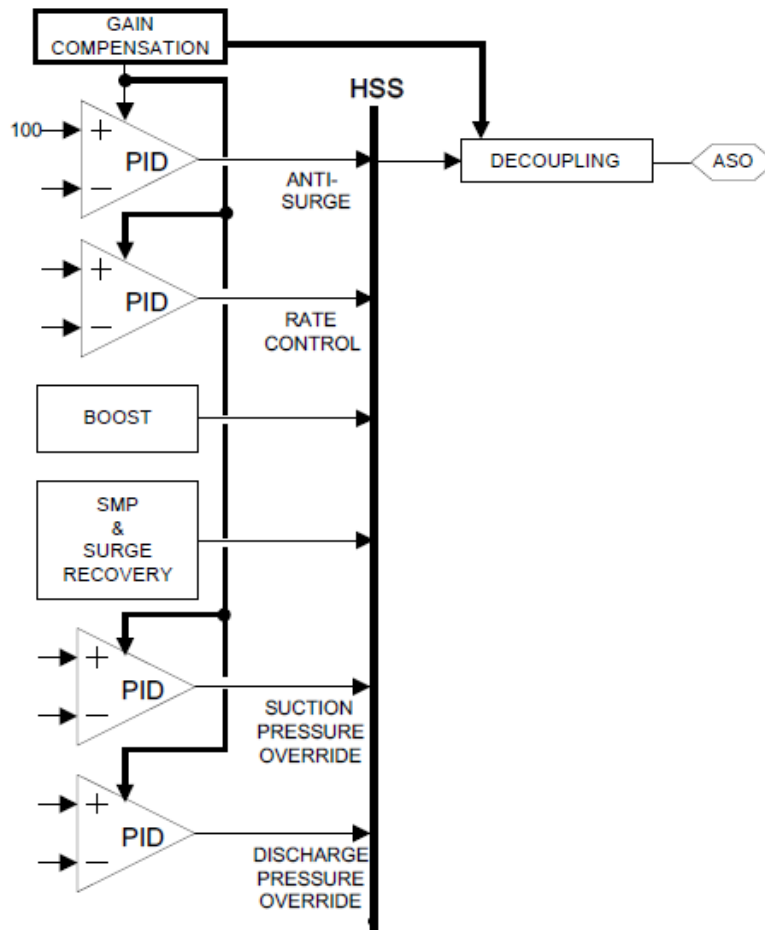 GAIN
COMPENSATION
HSS
100
+
PID
−
ANTI-
SURGE
DECOUPLING
ASO
+
PID
−
RATE
CONTROL
BOOST
SMP
&
SURGE
RECOVERY
+
PID
−
SUCTION
PRESSURE
OVERRIDE
+
PID
−
DISCHARGE
PRESSURE
OVERRIDE